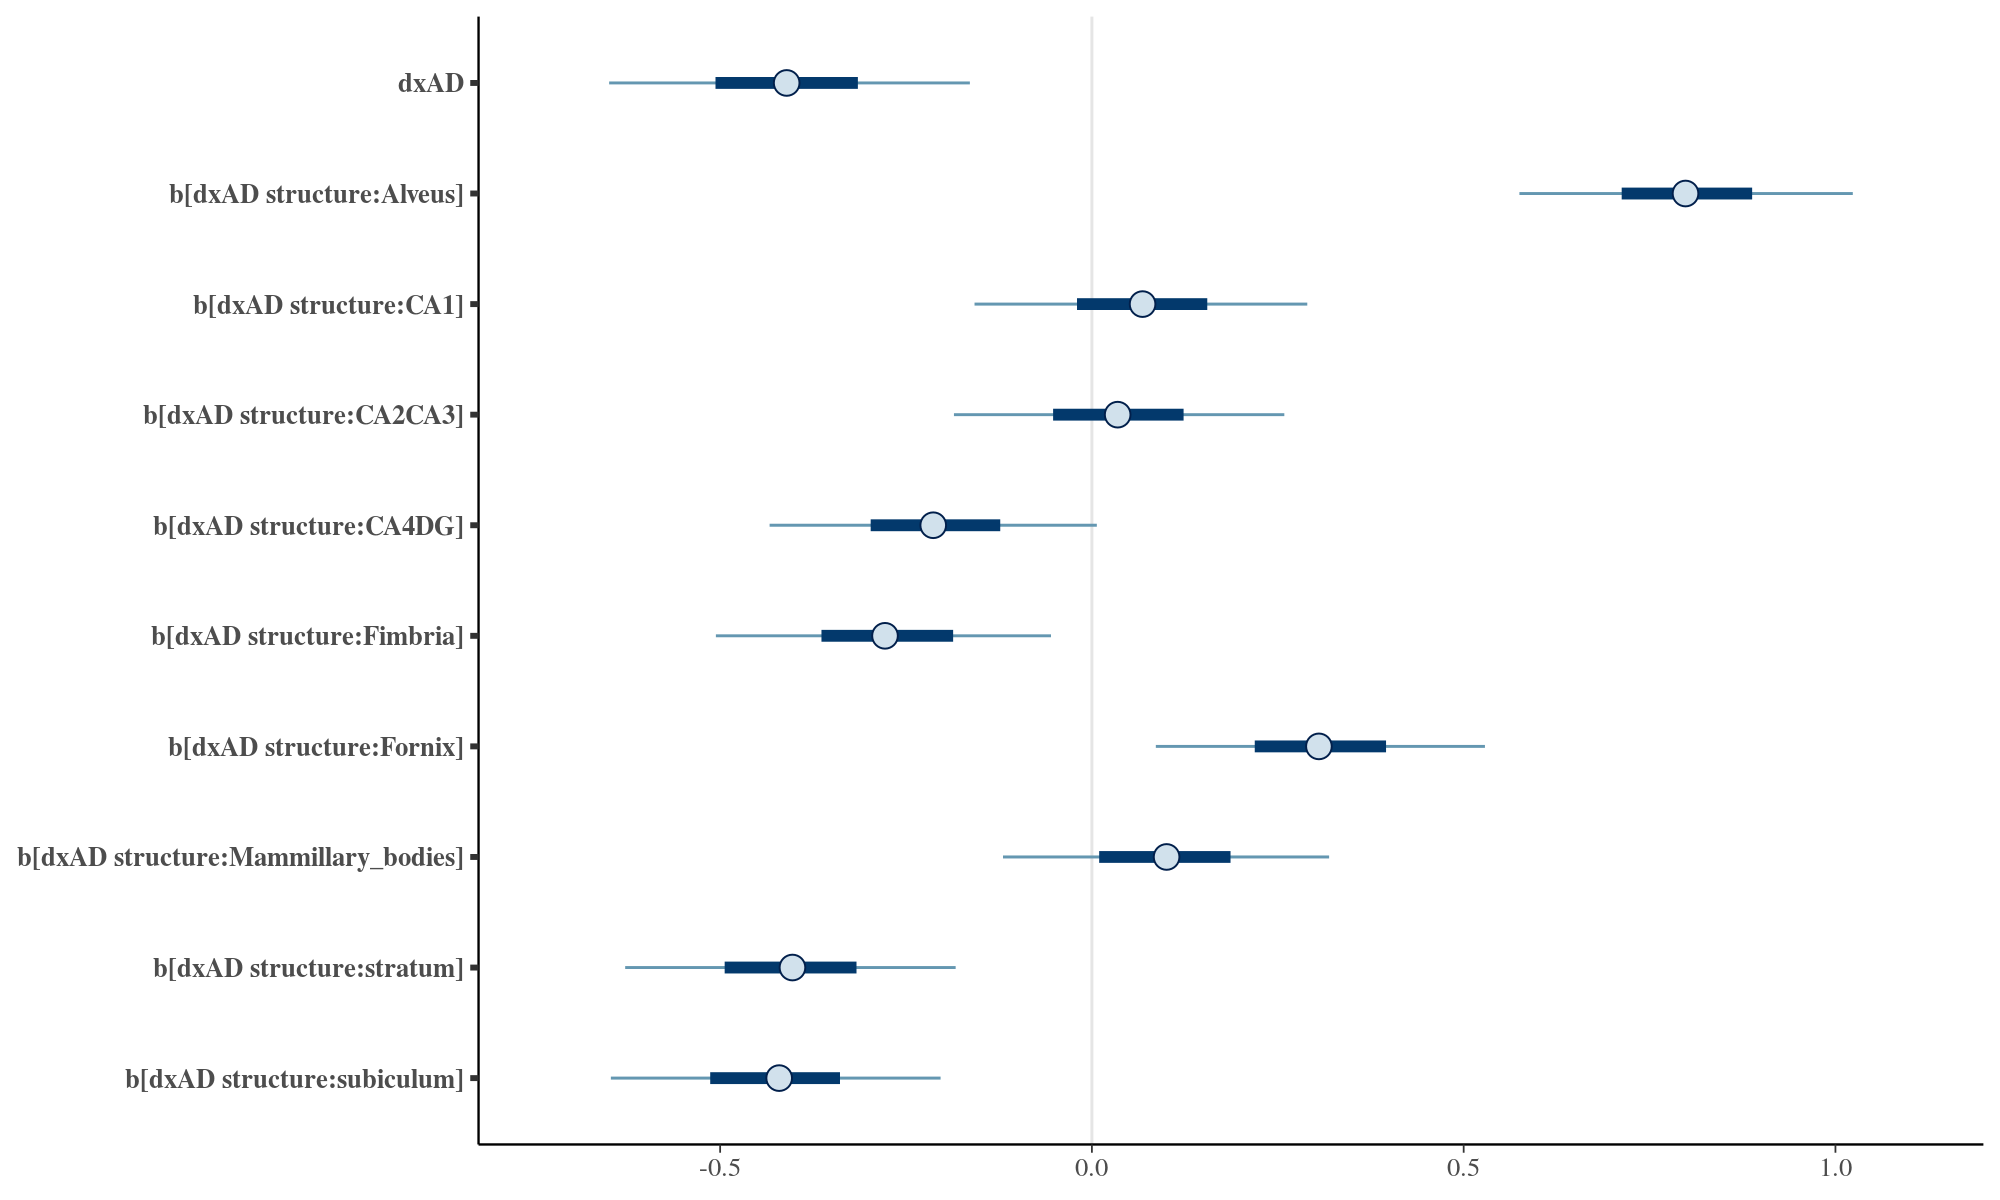 dxAD
b[dxAD structure:Alveus]
b[dxAD structure:CA1]
b[dxAD structure:CA2CA3]
b[dxAD structure:CA4DG]
b[dxAD structure:Fimbria]
b[dxAD structure:Fornix]
b[dxAD structure:Mammillary_bodies]
b[dxAD structure:stratum]
b[dxAD structure:subiculum]
-0.5 0.0 0.5 1.0